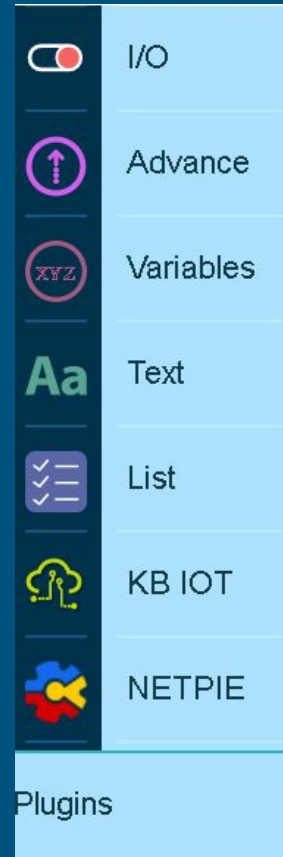 I/O
Advance
XYZ
Variables
Aa
Text
List
KB IOT
NETPIE
Plugins